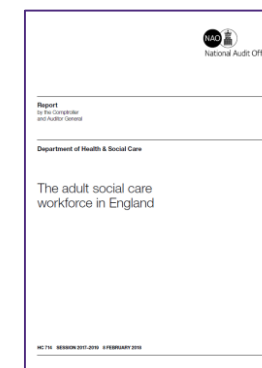 NAO
National Audit Off
Report
by the Comptroller
and Auditor General
Department of Health & Social Care
The adult social care
workforce in England
HC 714 SESSION 2017–2019 8 FEBRUARY 2018